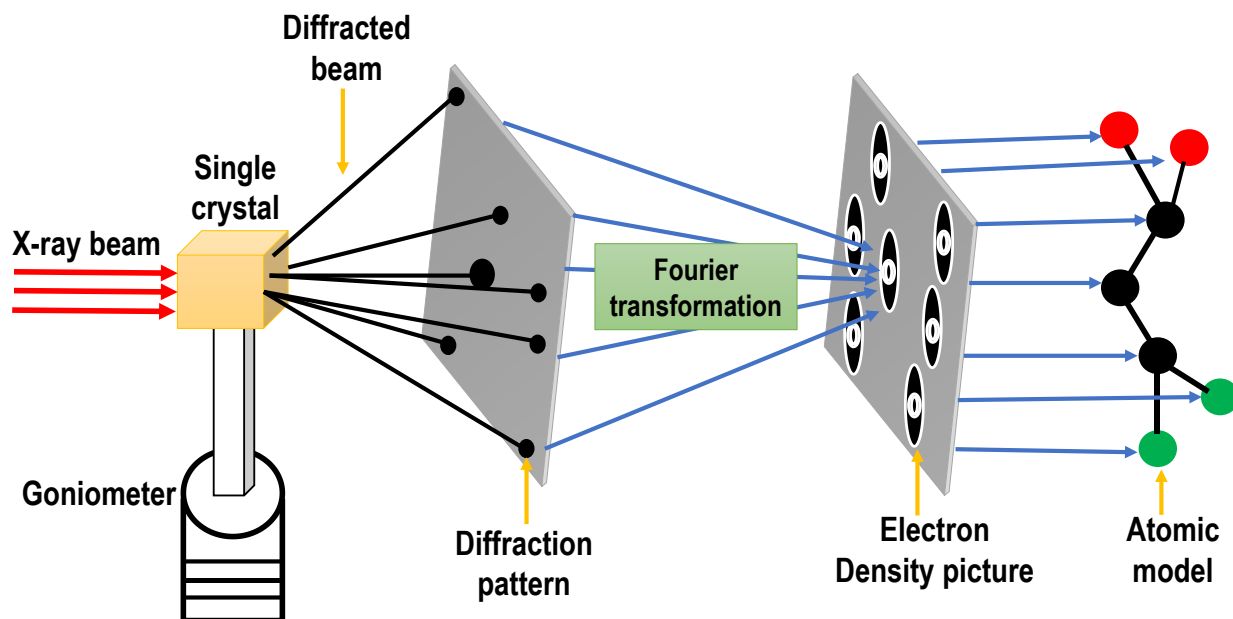 Diffracted
beam
Single
crystal
X-ray beam
Fourier
transformation
Goniometer
Diffraction
pattern
Electron
Density picture
Atomic
model